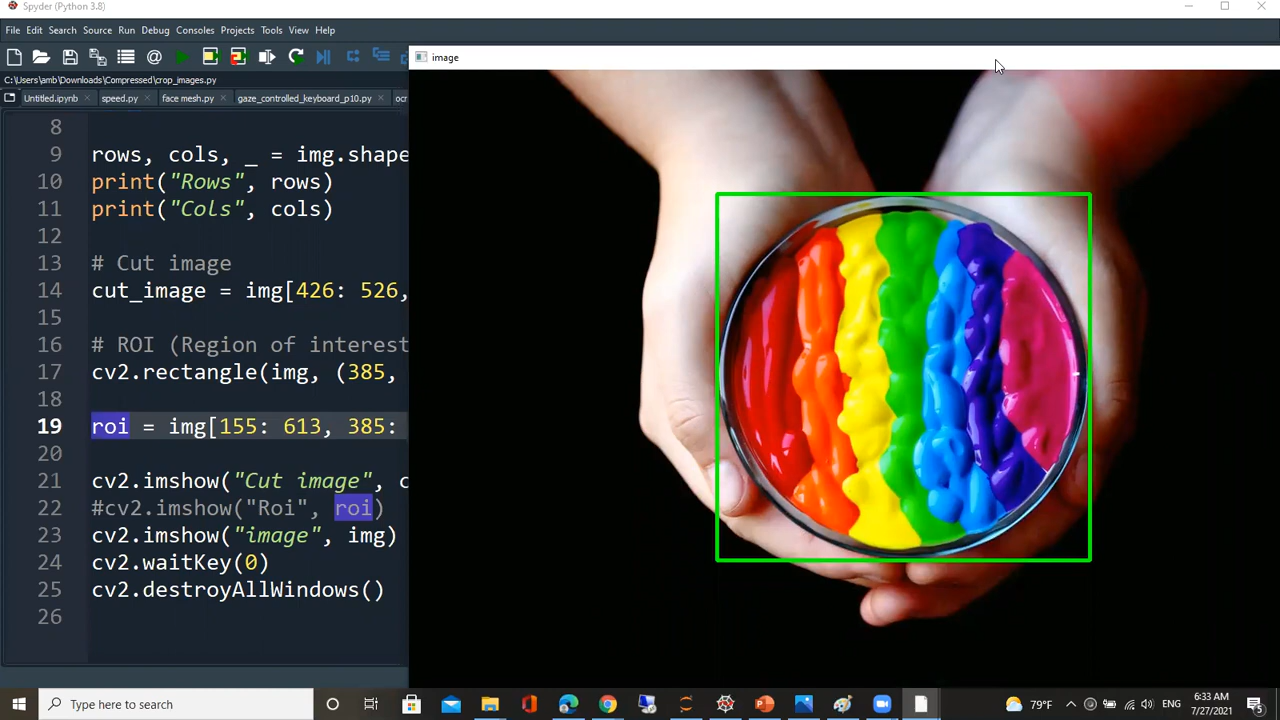 Spyder (Python 3.8)
File Edit Search Source Run Debug Consoles Projects Tools View Help
image
C:\Users\amb\Downloads\Compressed\crop_images.py
Untitled.ipynb speed.py face mesh.py gaze_controlled_keyboard_p10.py ocr
8
9 rows, cols, _ = img.shape
10 print("Rows", rows)
11 print("Cols", cols)
12
13 # Cut image
14 cut_image = img[426: 526,
15
16 # ROI (Region of interest
17 cv2.rectangle(img, (385,
18
19 roi = img[155: 613, 385:
20
21 cv2.imshow("Cut image", c
22 #cv2.imshow("Roi", roi)
23 cv2.imshow("image", img)
24 cv2.waitKey(0)
25 cv2.destroyAllWindows()
26
Type here to search
79°F
ENG
6:33 AM
7/27/2021
5